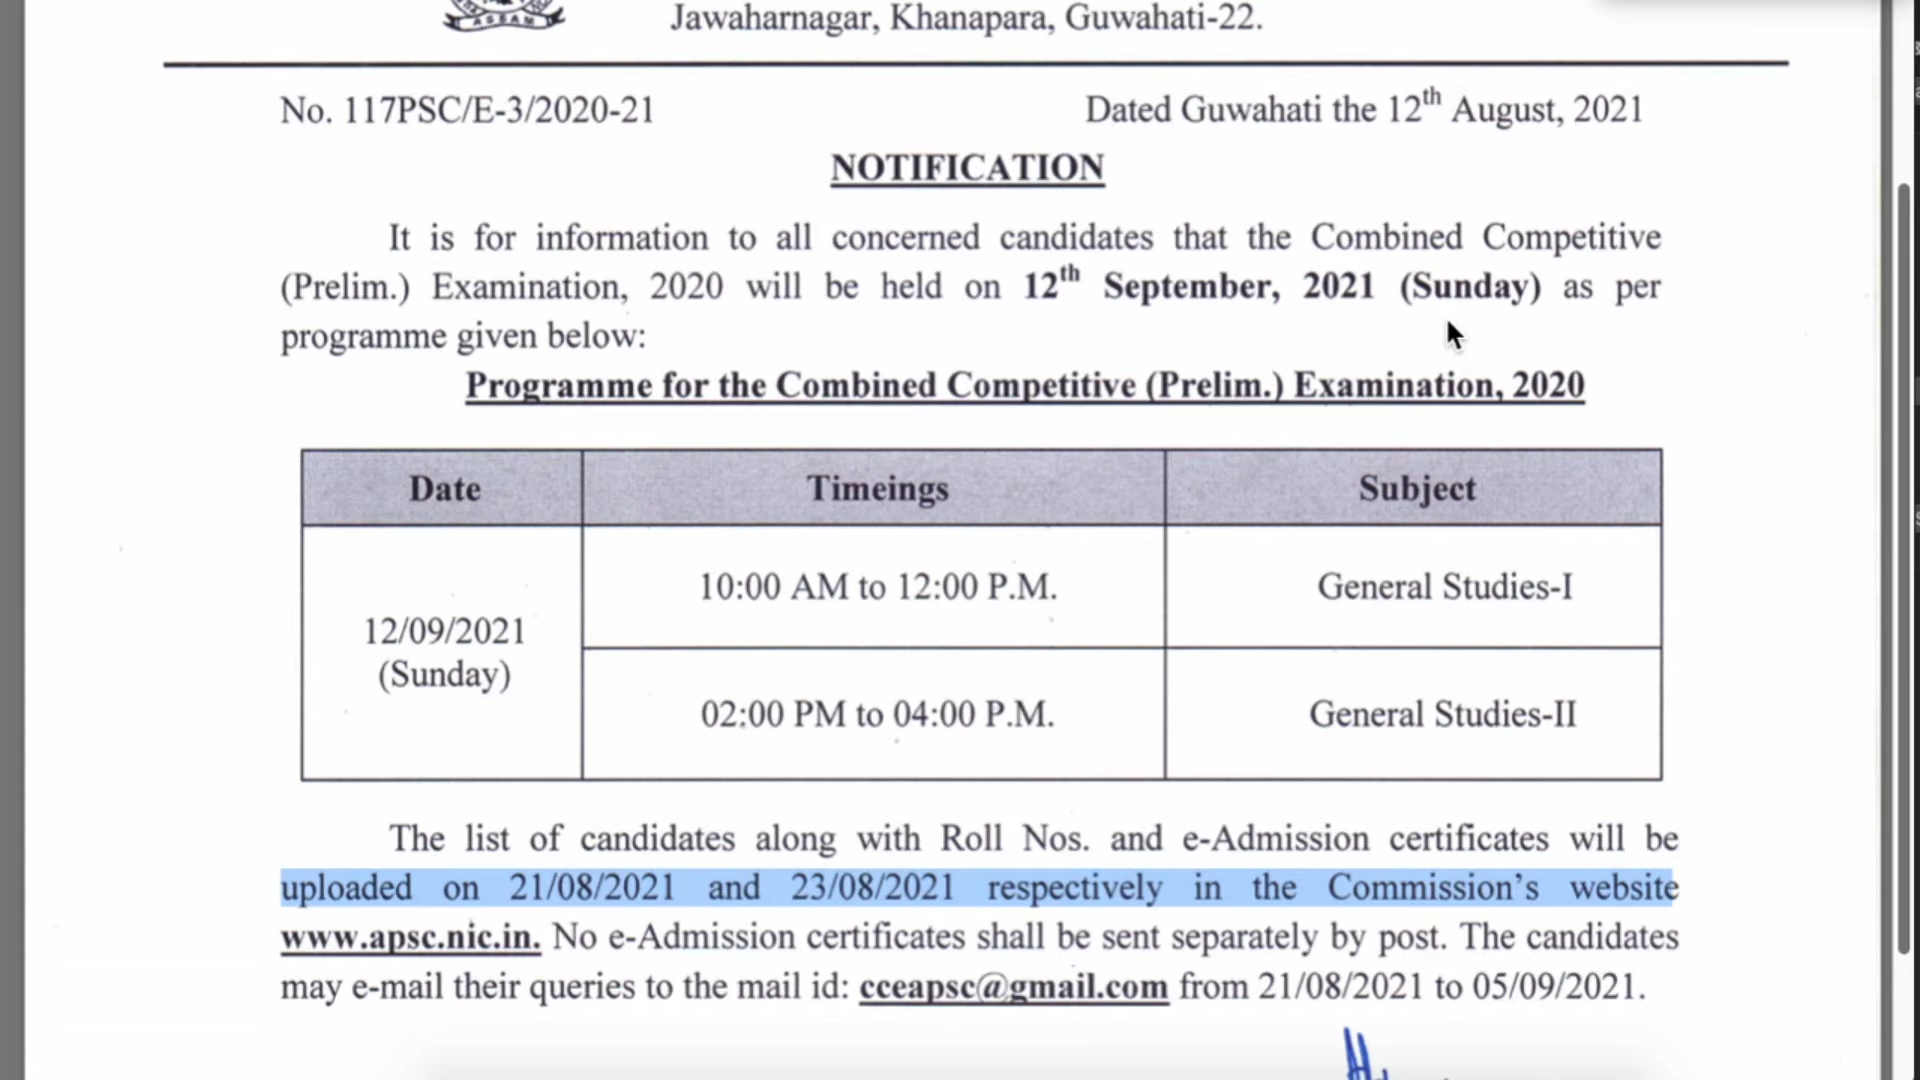 ASSAM
Jawaharnagar, Khanapara, Guwahati-22.
No. 117PSC/E-3/2020-21
Dated Guwahati the 12th August, 2021
NOTIFICATION
It is for information to all concerned candidates that the Combined Competitive
(Prelim.) Examination, 2020 will be held on 12th September, 2021 (Sunday) as per
programme given below:
Programme for the Combined Competitive (Prelim.) Examination, 2020
Date Timeings Subject
12/09/2021
(Sunday)
10:00 AM to 12:00 P.M. General Studies-I
02:00 PM to 04:00 P.M. General Studies-II
The list of candidates along with Roll Nos. and e-Admission certificates will be
uploaded on 21/08/2021 and 23/08/2021 respectively in the Commission's website
www.apsc.nic.in. No e-Admission certificates shall be sent separately by post. The candidates
may e-mail their queries to the mail id: cceapsc@gmail.com from 21/08/2021 to 05/09/2021.